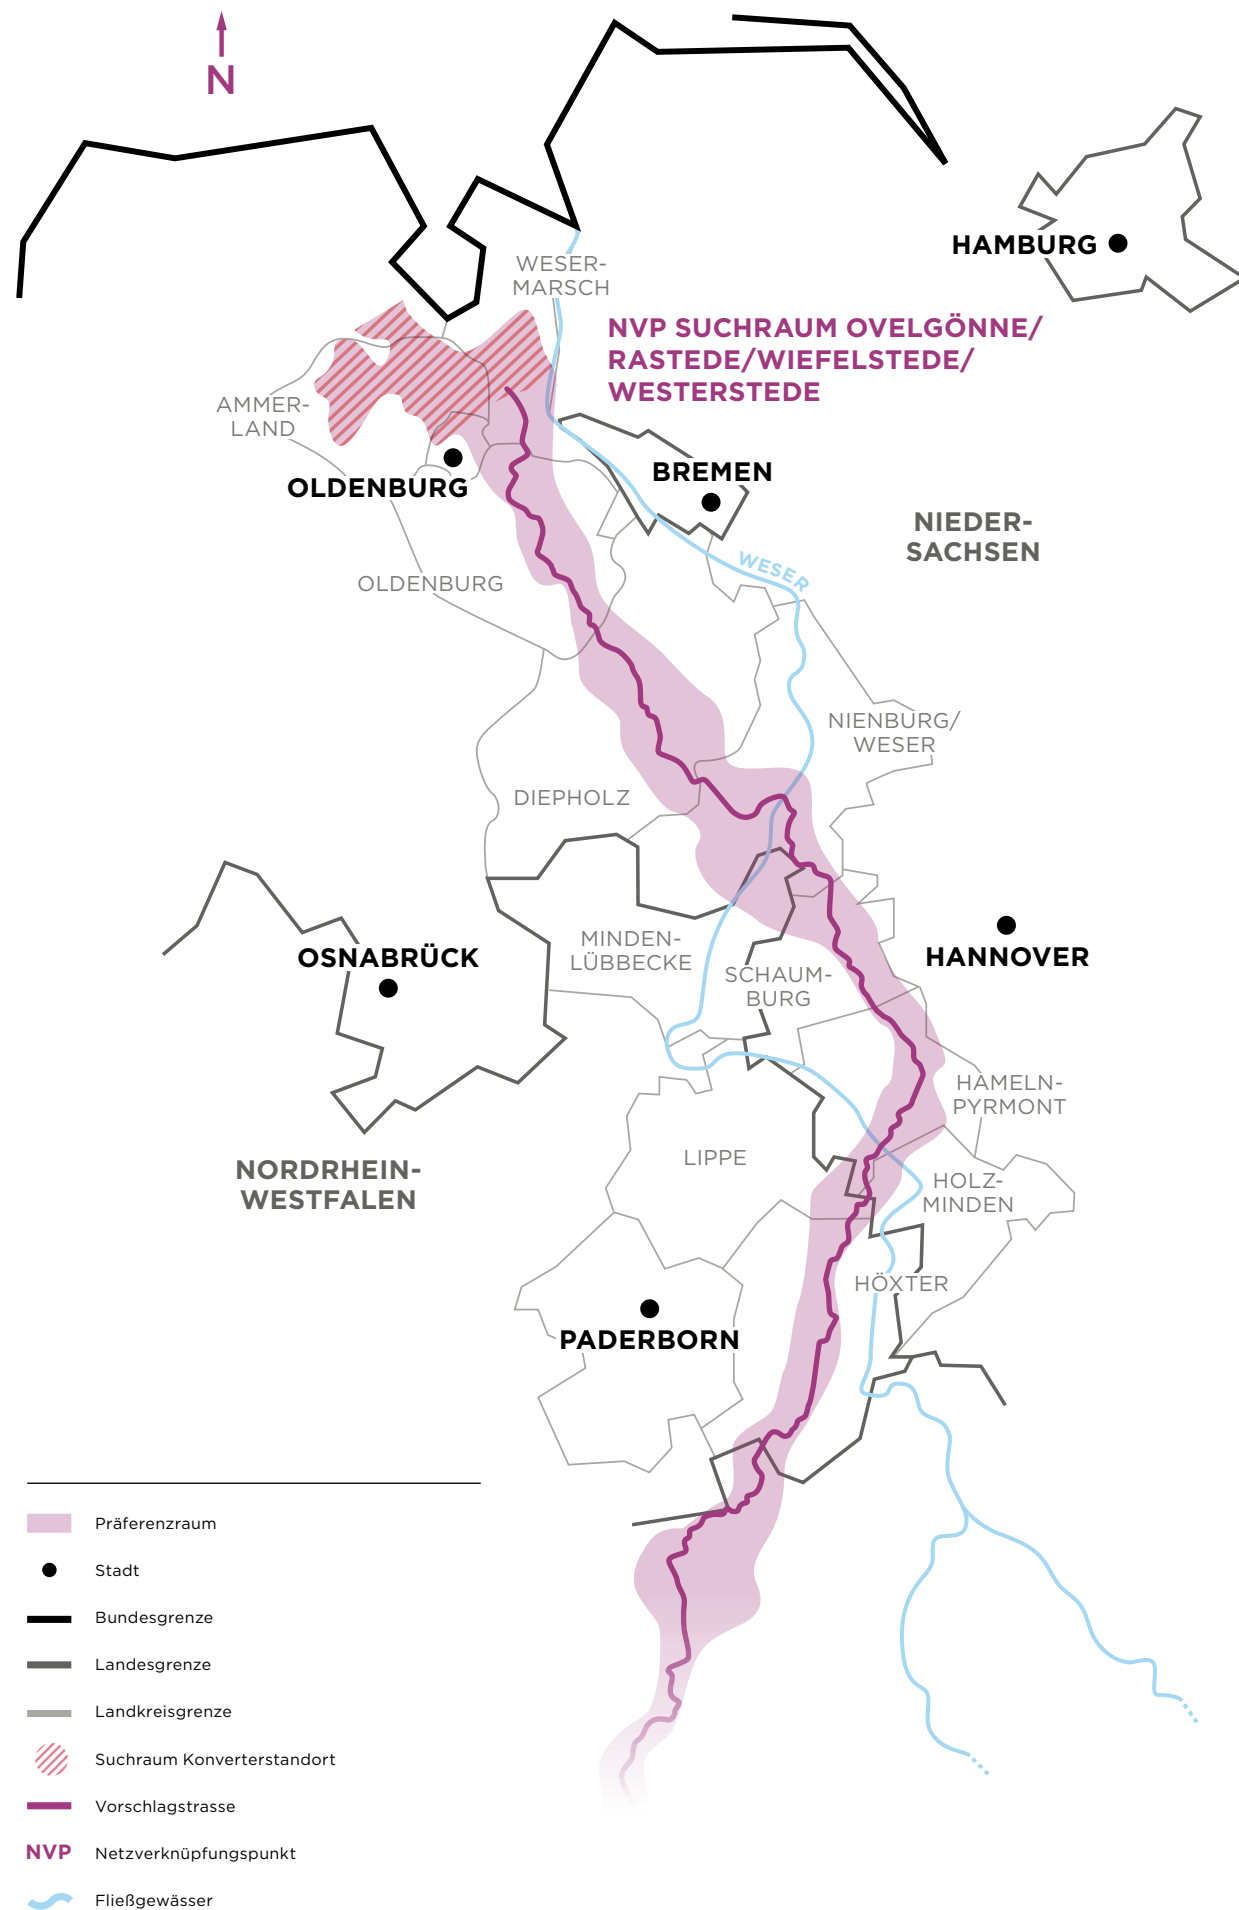 N
HAMBURG
WESER-
MARSCH
NVP SUCHRAUM OVELGÖNNE/
RASTEDE/WIEFELSTEDE/
WESTERSTEDE
AMMER-
LAND
OLDENBURG
BREMEN
NIEDER-
SACHSEN
WESER
OLDENBURG
NIENBURG/
WESER
DIEPHOLZ
OSNABRÜCK
MINDEN-
LÜBBECKE
SCHAUM-
BURG
HANNOVER
HAMELN-
PYRMONT
NORDRHEIN-
WESTFALEN
LIPPE
HOLZ-
MINDEN
HÖXTER
PADERBORN
Präferenzraum
Stadt
Bundesgrenze
Landesgrenze
Landkreisgrenze
Suchraum Konverterstandort
Vorschlagstrasse
NVP Netzverknüpfungspunkt
Fließgewässer